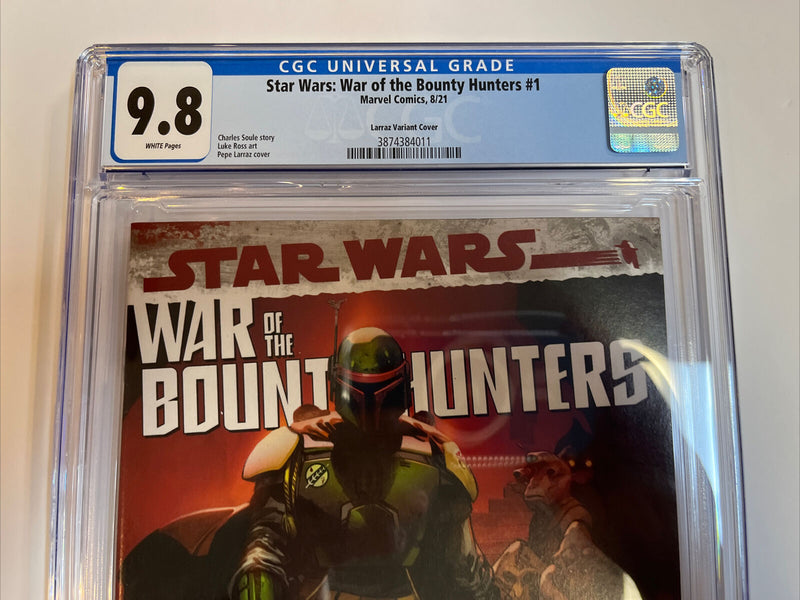 CGC UNIVERSAL GRADE
9.8
WHITE Pages
Star Wars: War of the Bounty Hunters #1
Marvel Comics, 8/21
Larraz Variant Cover
3874384011
Charles Soule story
Luke Ross art
Pepe Larraz cover
CGC
CGC
STAR WARS
WAR OF THE
BOUNT HUNTERS